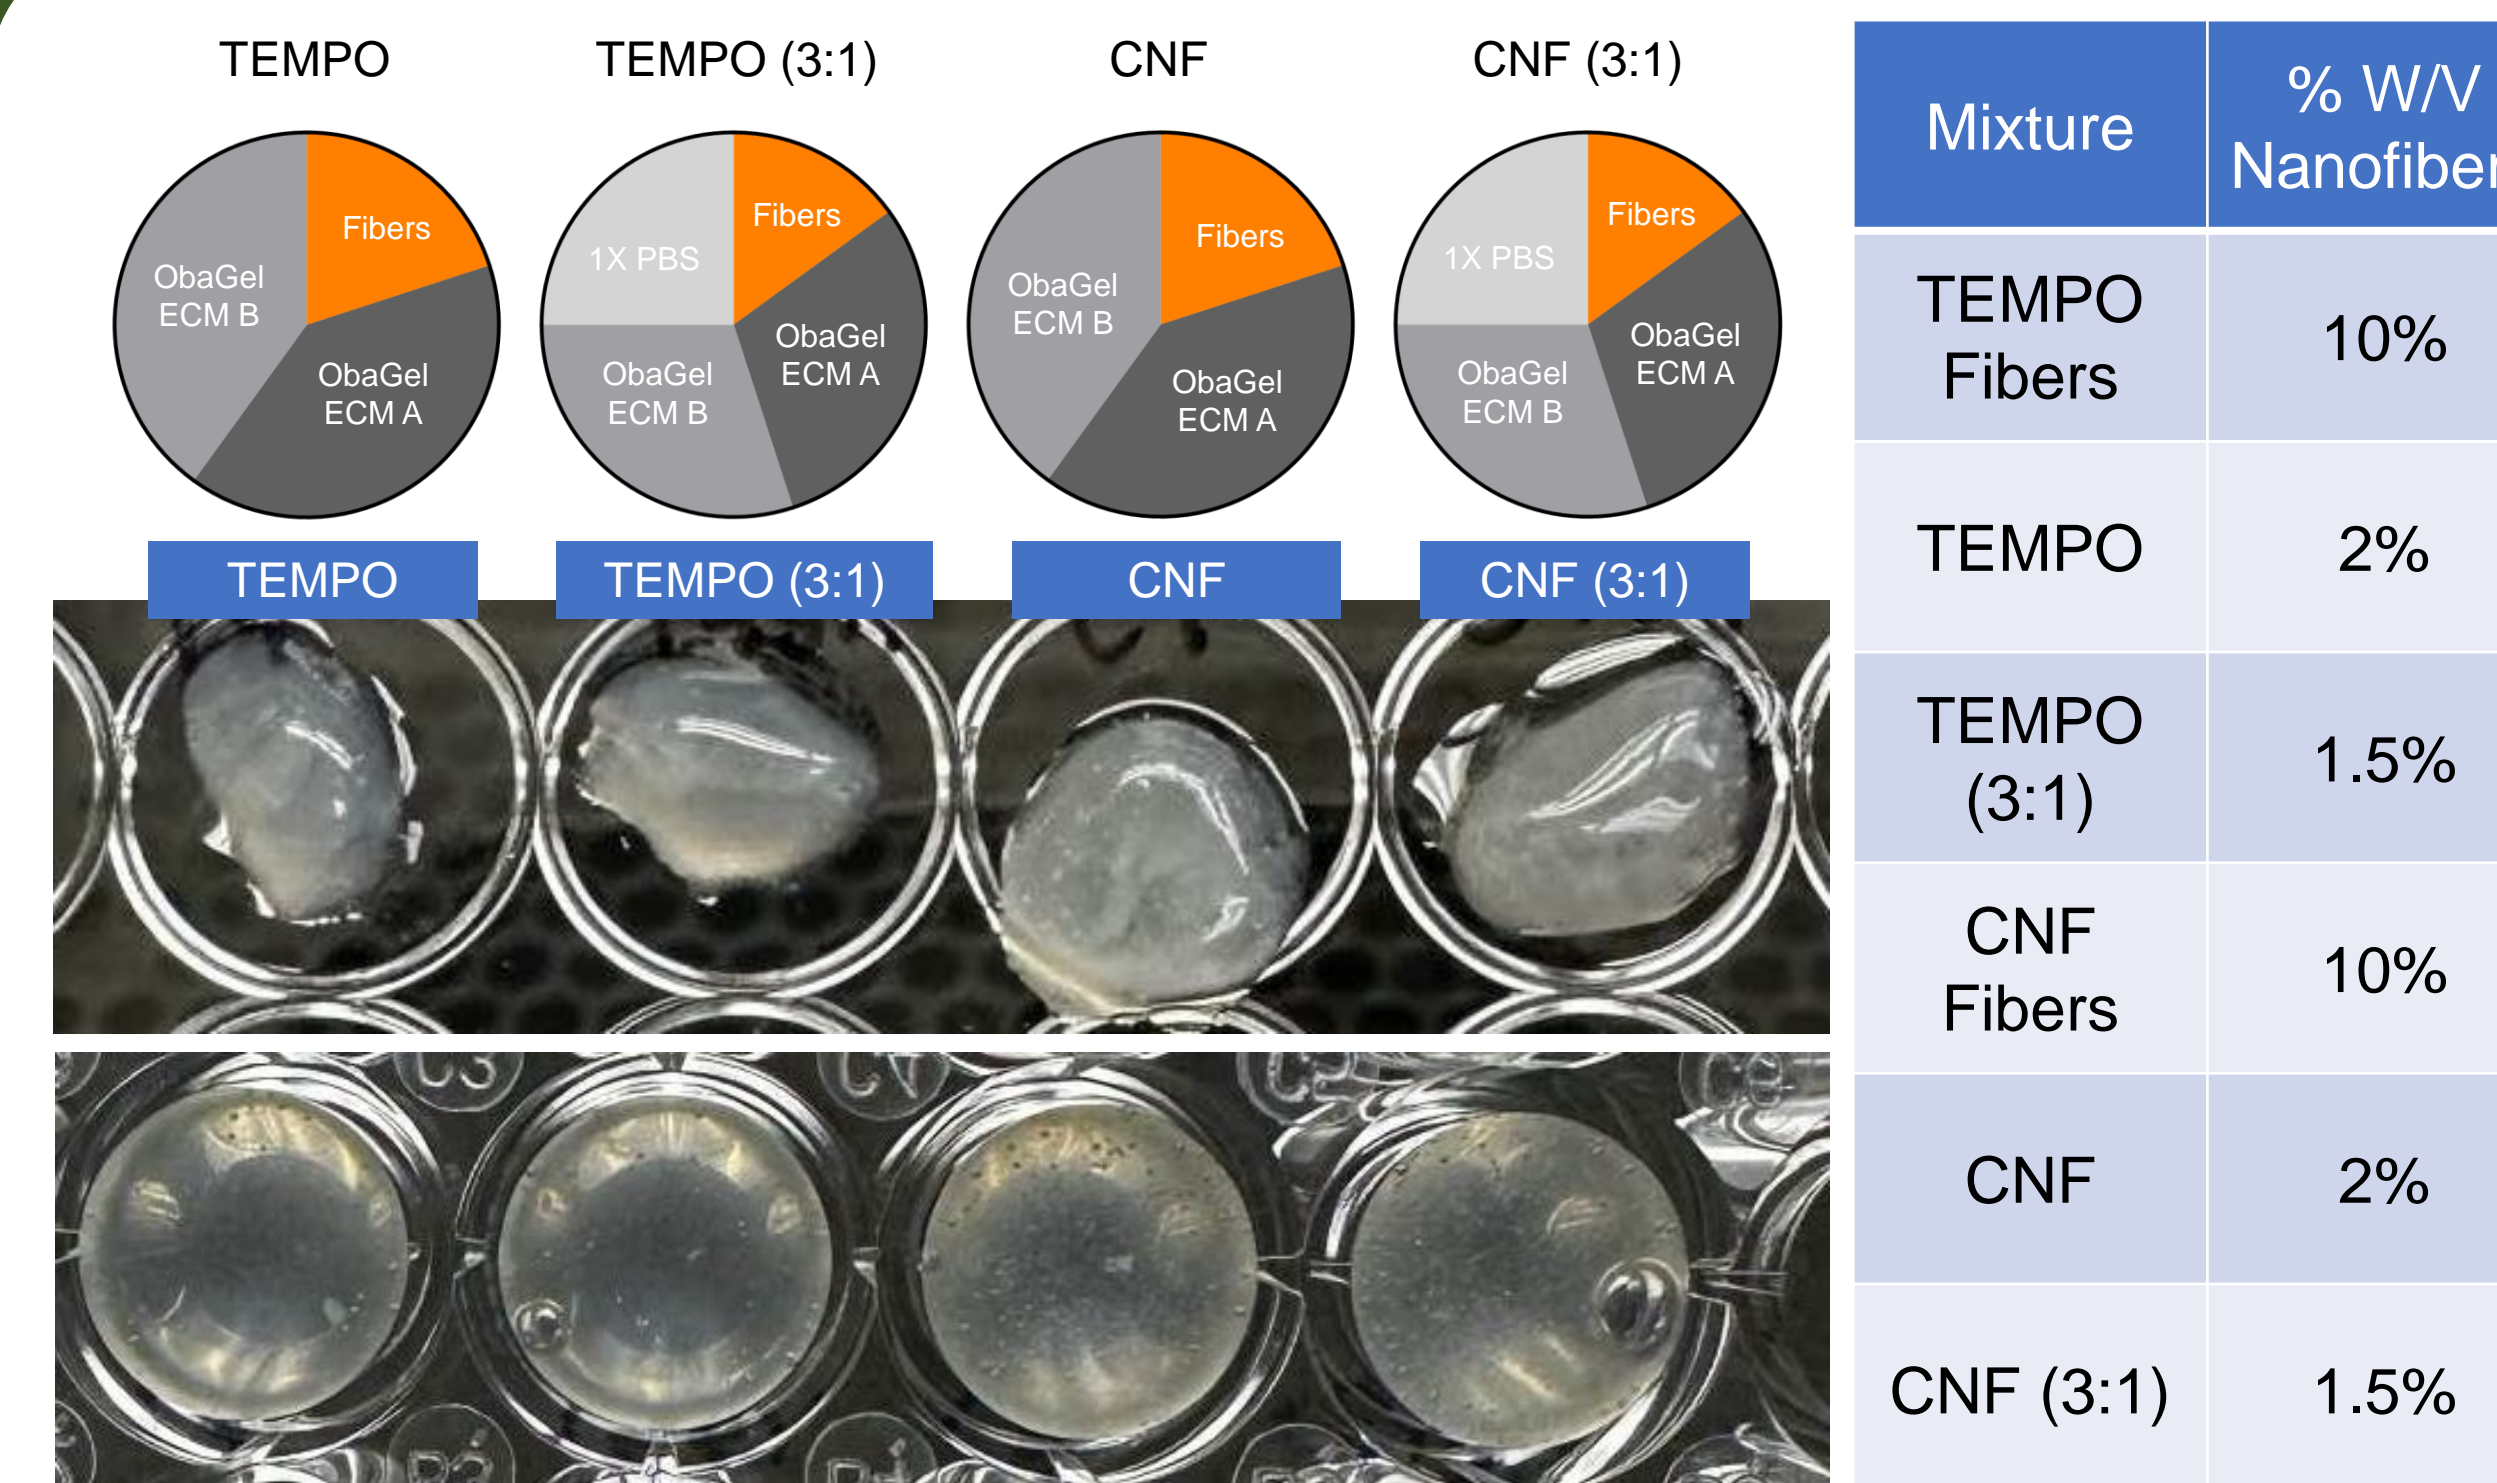 TEMPO
TEMPO (3:1)
CNF
CNF (3:1)
Fibers
ObaGel
ECM B
ObaGel
ECM A
Fibers
1X PBS
ObaGel
ECM A
ObaGel
ECM B
Fibers
ObaGel
ECM B
ObaGel
ECM A
Fibers
1X PBS
ObaGel
ECM A
ObaGel
ECM B
TEMPO
TEMPO (3:1)
CNF
CNF (3:1)
C3
C4
Mixture
% W/V
Nanofiber
TEMPO
Fibers
10%
TEMPO
2%
TEMPO
(3:1)
1.5%
CNF
Fibers
10%
CNF
2%
CNF (3:1)
1.5%